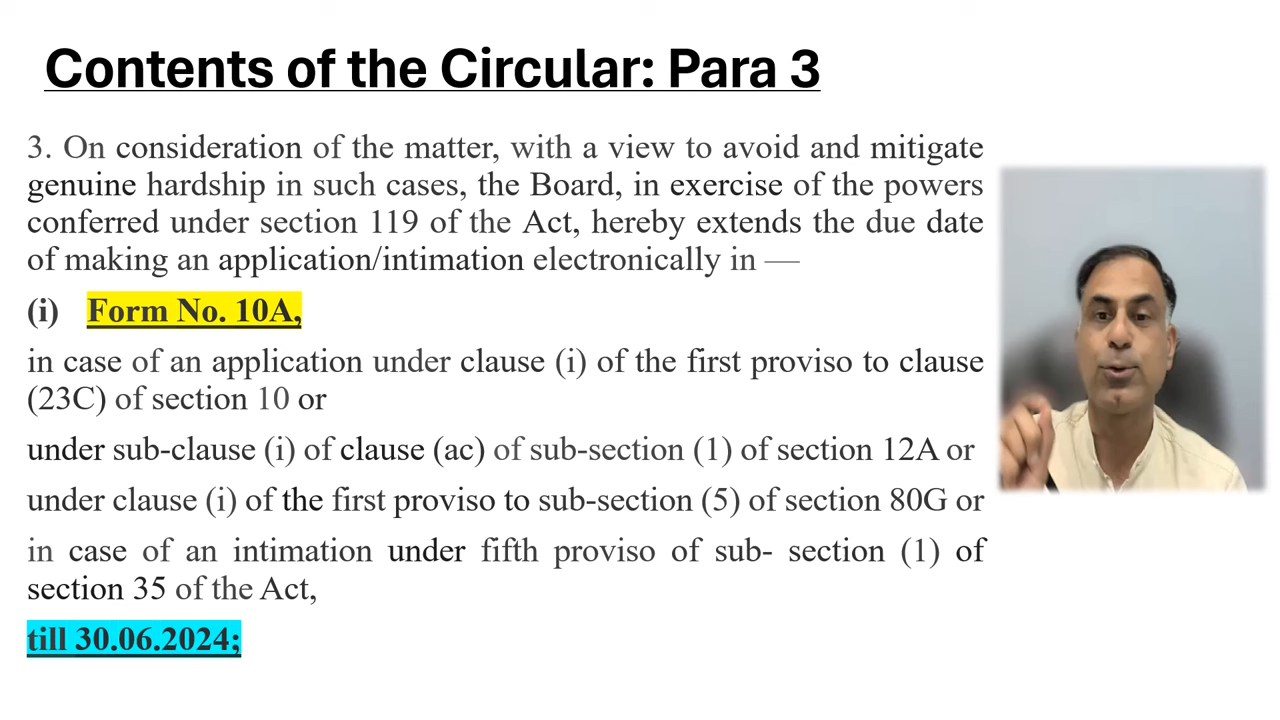 Contents of the Circular: Para 3
3. On consideration of the matter, with a view to avoid and mitigate
genuine hardship in such cases, the Board, in exercise of the powers
conferred under section 119 of the Act, hereby extends the due date
of making an application/intimation electronically in —
(i) Form No. 10A,
in case of an application under clause (i) of the first proviso to clause
(23C) of section 10 or
under sub-clause (i) of clause (ac) of sub-section (1) of section 12A or
under clause (i) of the first proviso to sub-section (5) of section 80G or
in case of an intimation under fifth proviso of sub- section (1) of
section 35 of the Act,
till 30.06.2024;